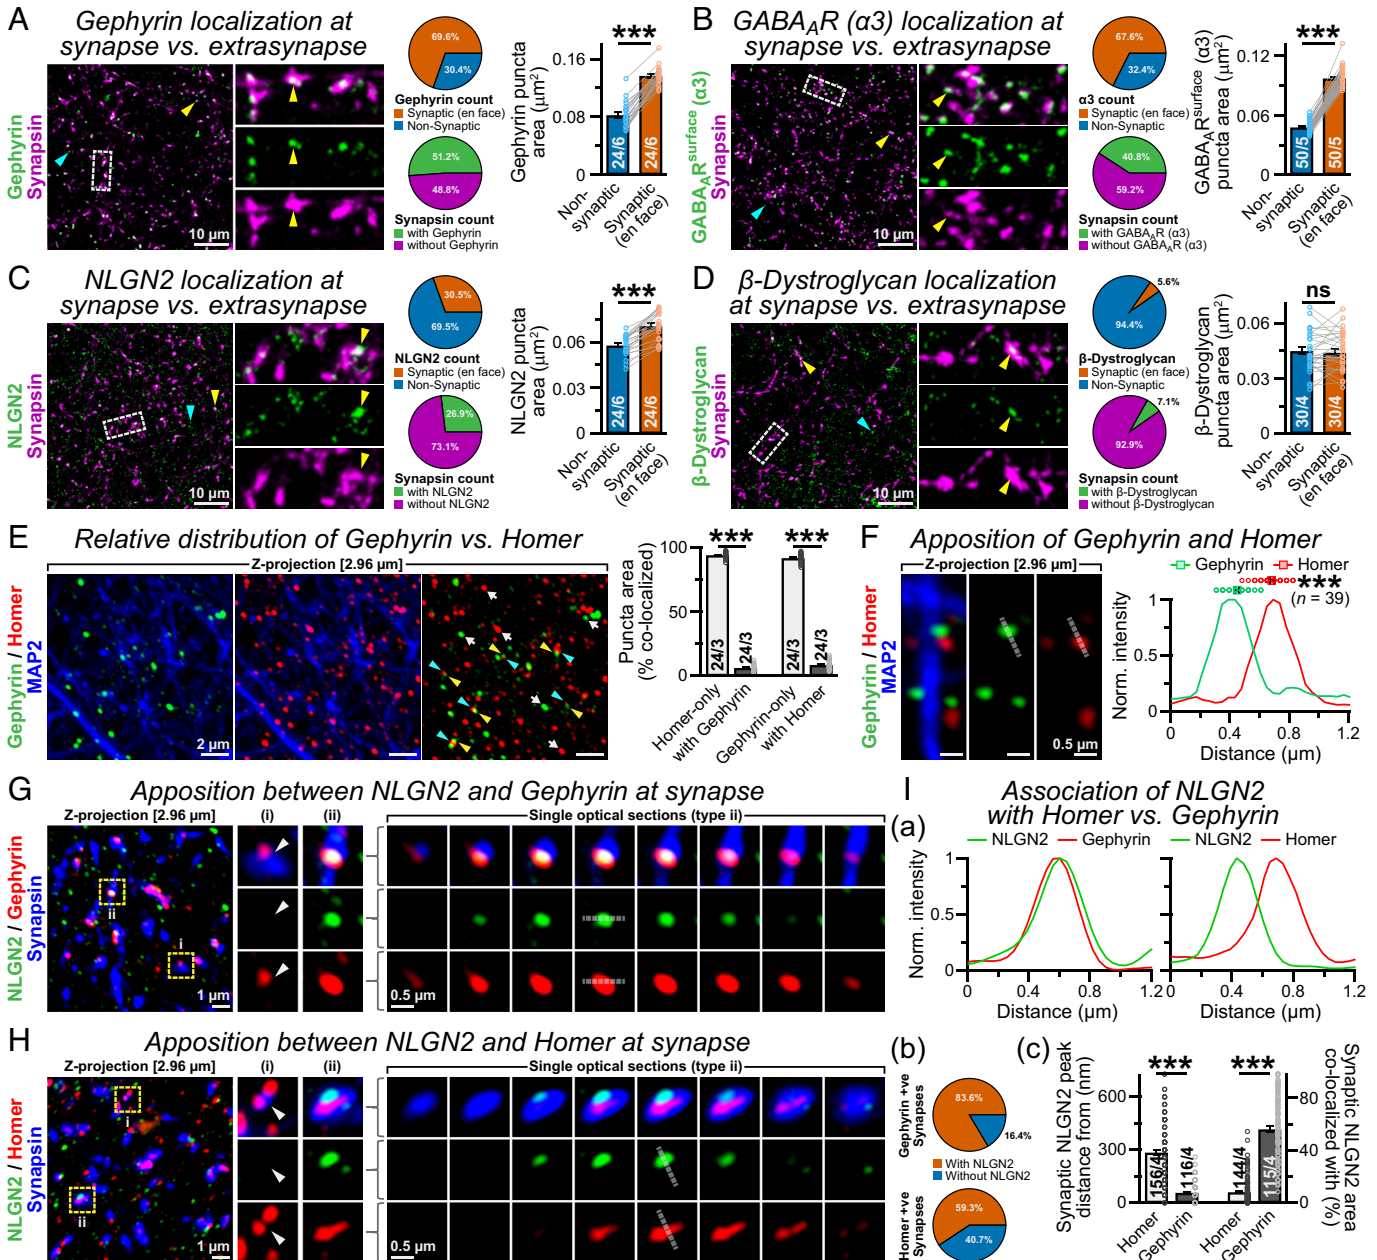 A
Gephyrin localization at
synapse vs. extrasynapse
Gephyrin
Synapsin
10 µm
69.6%
30.4%
Gephyrin count
Synaptic (en face)
Non-Synaptic
51.2%
48.8%
Synapsin count
with Gephyrin
without Gephyrin
Gephyrin puncta
area (µm²)
0.16
0.08
0
24/6
24/6
***
Non-
synaptic
Synaptic
(en face)
B
GABA_AR (α3) localization at
synapse vs. extrasynapse
GABA_AR^surface (α3)
Synapsin
10 µm
67.6%
32.4%
α3 count
Synaptic (en face)
Non-Synaptic
40.8%
59.2%
Synapsin count
with GABA_AR (α3)
without GABA_AR (α3)
GABA_AR^surface (α3)
puncta area (µm²)
0.12
0.08
0.04
0
50/5
50/5
***
Non-
synaptic
Synaptic
(en face)
C
NLGN2 localization at
synapse vs. extrasynapse
NLGN2
Synapsin
10 µm
30.5%
69.5%
NLGN2 count
Synaptic (en face)
Non-Synaptic
26.9%
73.1%
Synapsin count
with NLGN2
without NLGN2
NLGN2 puncta
area (µm²)
0.06
0.03
0
24/6
24/6
***
Non-
synaptic
Synaptic
(en face)
D
β-Dystroglycan localization
at synapse vs. extrasynapse
β-Dystroglycan
Synapsin
10 µm
5.6%
94.4%
β-Dystroglycan
Synaptic (en face)
Non-Synaptic
7.1%
92.9%
Synapsin count
with β-Dystroglycan
without β-Dystroglycan
β-Dystroglycan
puncta area (µm²)
0.06
0.03
0
30/4
30/4
ns
Non-
synaptic
Synaptic
(en face)
E
Relative distribution of Gephyrin vs. Homer
Z-projection [2.96 µm]
Gephyrin / Homer
MAP2
2 µm
Puncta area
(% co-localized)
100
50
0
***
***
24/3
24/3
24/3
24/3
Homer-only
with Gephyrin
Gephyrin-only
with Homer
F
Apposition of Gephyrin and Homer
Z-projection [2.96 µm]
Gephyrin / Homer
MAP2
0.5 µm
Gephyrin
Homer
***
(n = 39)
Norm. intensity
1
0.5
0
0
0.4
0.8
1.2
Distance (µm)
G
Apposition between NLGN2 and Gephyrin at synapse
Z-projection [2.96 µm]
(i)
(ii)
Single optical sections (type ii)
NLGN2 / Gephyrin
Synapsin
ii
i
1 µm
0.5 µm
H
Apposition between NLGN2 and Homer at synapse
Z-projection [2.96 µm]
(i)
(ii)
Single optical sections (type ii)
NLGN2 / Homer
Synapsin
i
ii
1 µm
0.5 µm
I
Association of NLGN2
with Homer vs. Gephyrin
(a)
NLGN2
Gephyrin
NLGN2
Homer
Norm. intensity
1
0.5
0
0
0.4
0.8
1.2
0
0.4
0.8
1.2
Distance (µm)
Distance (µm)
(b)
Gephyrin +ve
Synapses
83.6%
16.4%
With NLGN2
Without NLGN2
Homer +ve
Synapses
59.3%
40.7%
(c)
Synaptic NLGN2 peak
distance from (nm)
600
300
0
***
***
156/4
116/4
144/4
115/4
80
40
0
Synaptic NLGN2 area
co-localized with (%)
Homer
Gephyrin
Homer
Gephyrin